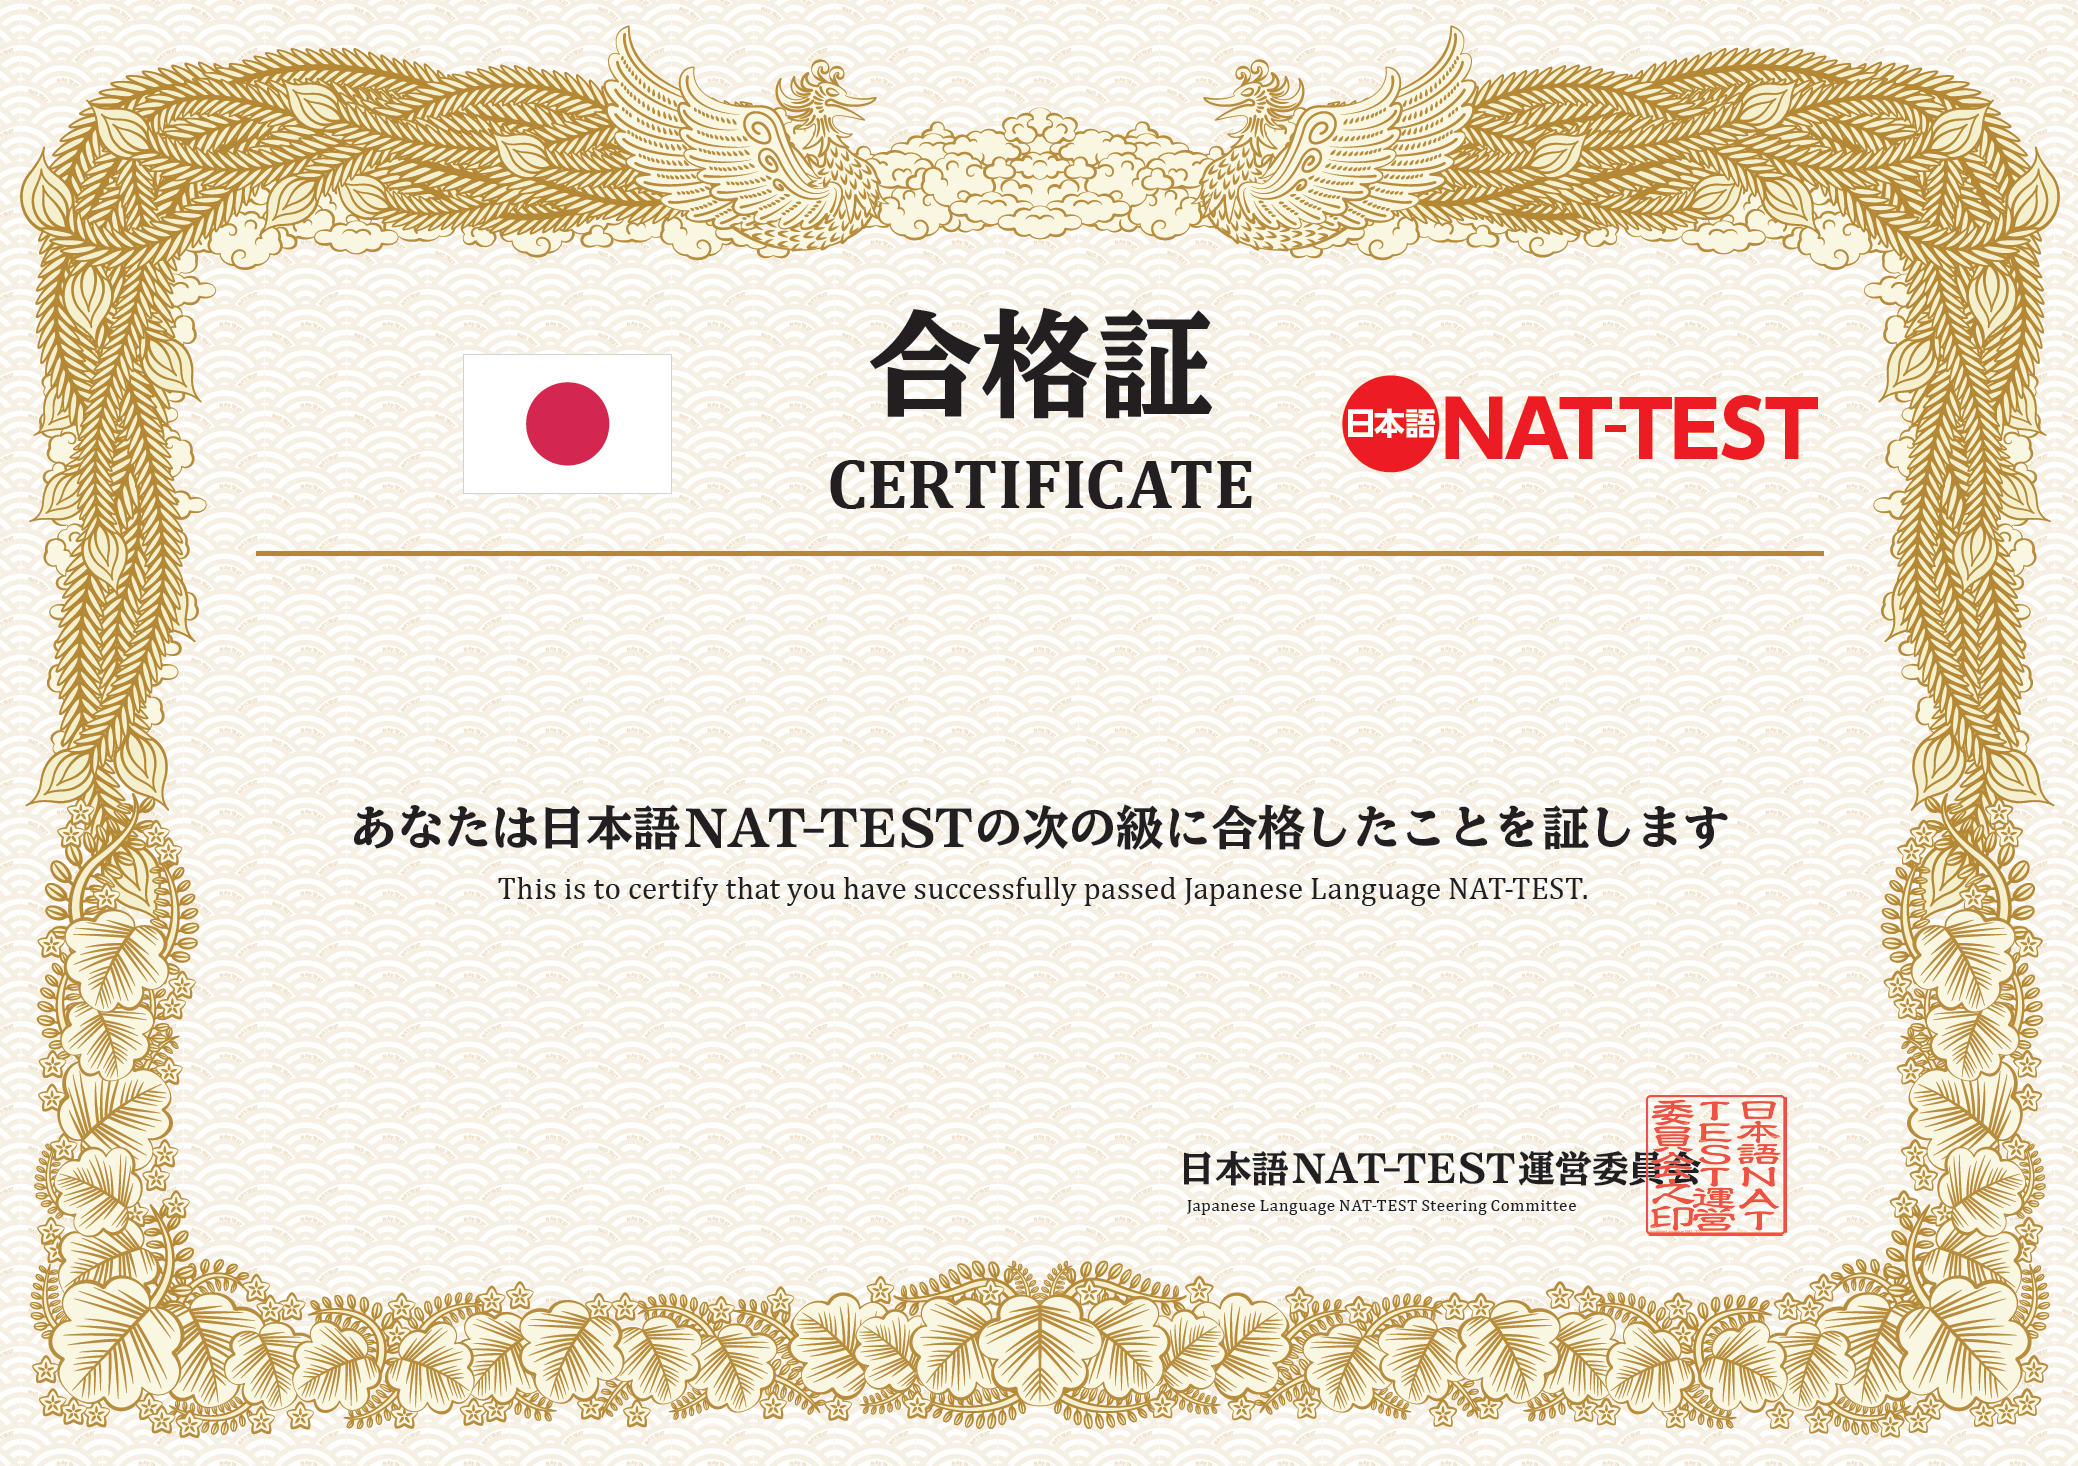 合格証
CERTIFICATE
日本語 NAT-TEST
あなたは日本語NAT-TESTの次の級に合格したことを証します
This is to certify that you have successfully passed Japanese Language NAT-TEST.
日本語NAT-TEST運営委員会
Japanese Language NAT-TEST Steering Committee
日本語NAT
TEST運営
委員会之印